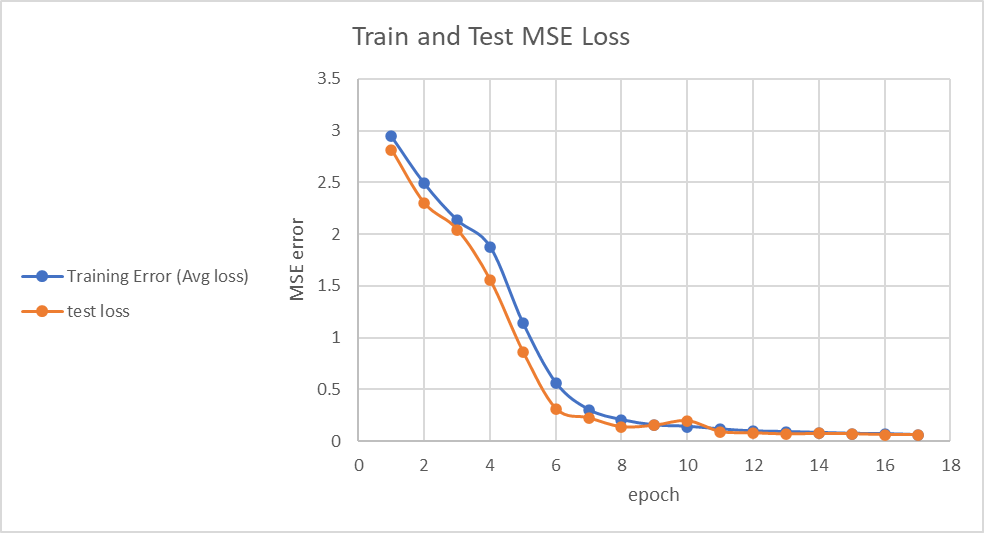 Train and Test MSE Loss
3.5
3
2.5
2
1.5
1
0.5
0
MSE error
0 2 4 6 8 10 12 14 16 18
epoch
Training Error (Avg loss)
test loss